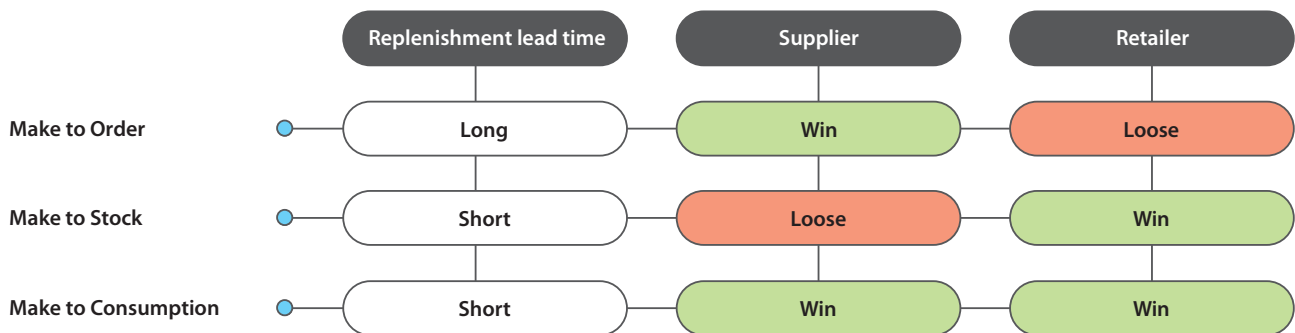 Replenishment lead time Supplier Retailer
Make to Order Long Win Loose
Make to Stock Short Loose Win
Make to Consumption Short Win Win